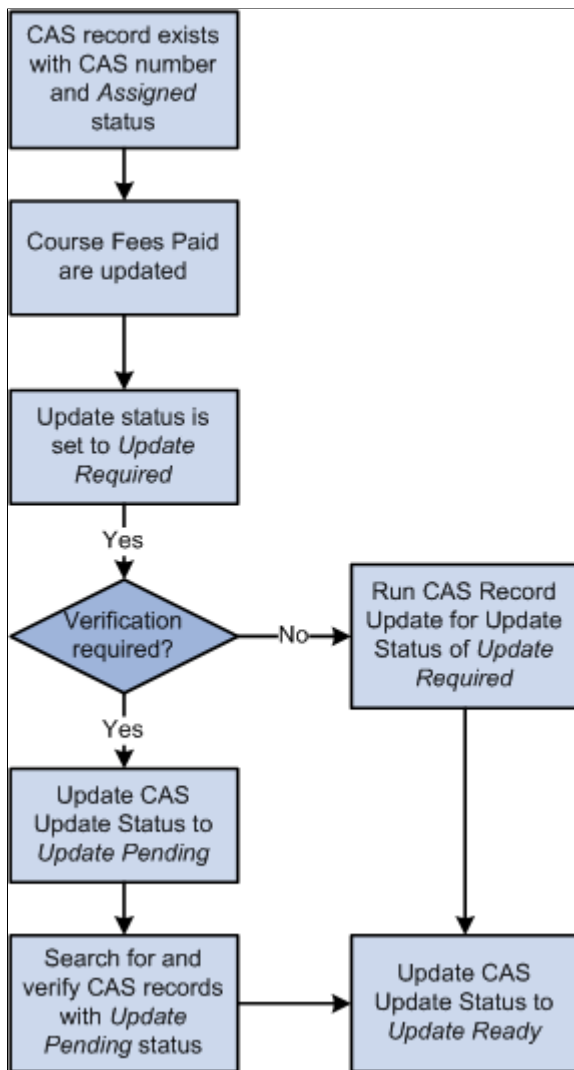 CAS record exists
with CAS number
and Assigned
status
Course Fees Paid
are updated
Update status is
set to Update
Required
Yes
Verification
required?
No
Run CAS Record
Update for Update
Status of Update
Required
Yes
Update CAS
Update Status to
Update Pending
Search for and
verify CAS records
with Update
Pending status
Update CAS
Update Status to
Update Ready